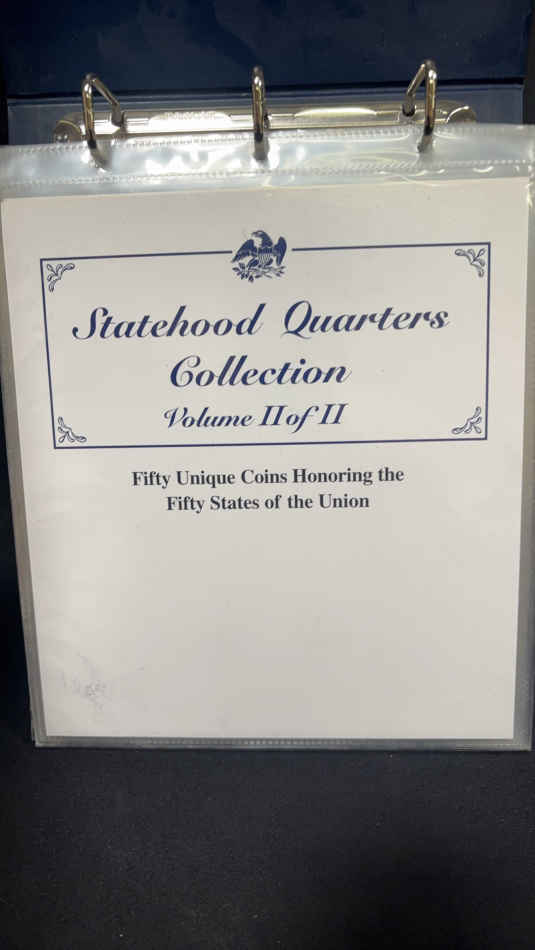 Statehood Quarters
Collection
Volume II of II
Fifty Unique Coins Honoring the
Fifty States of the Union